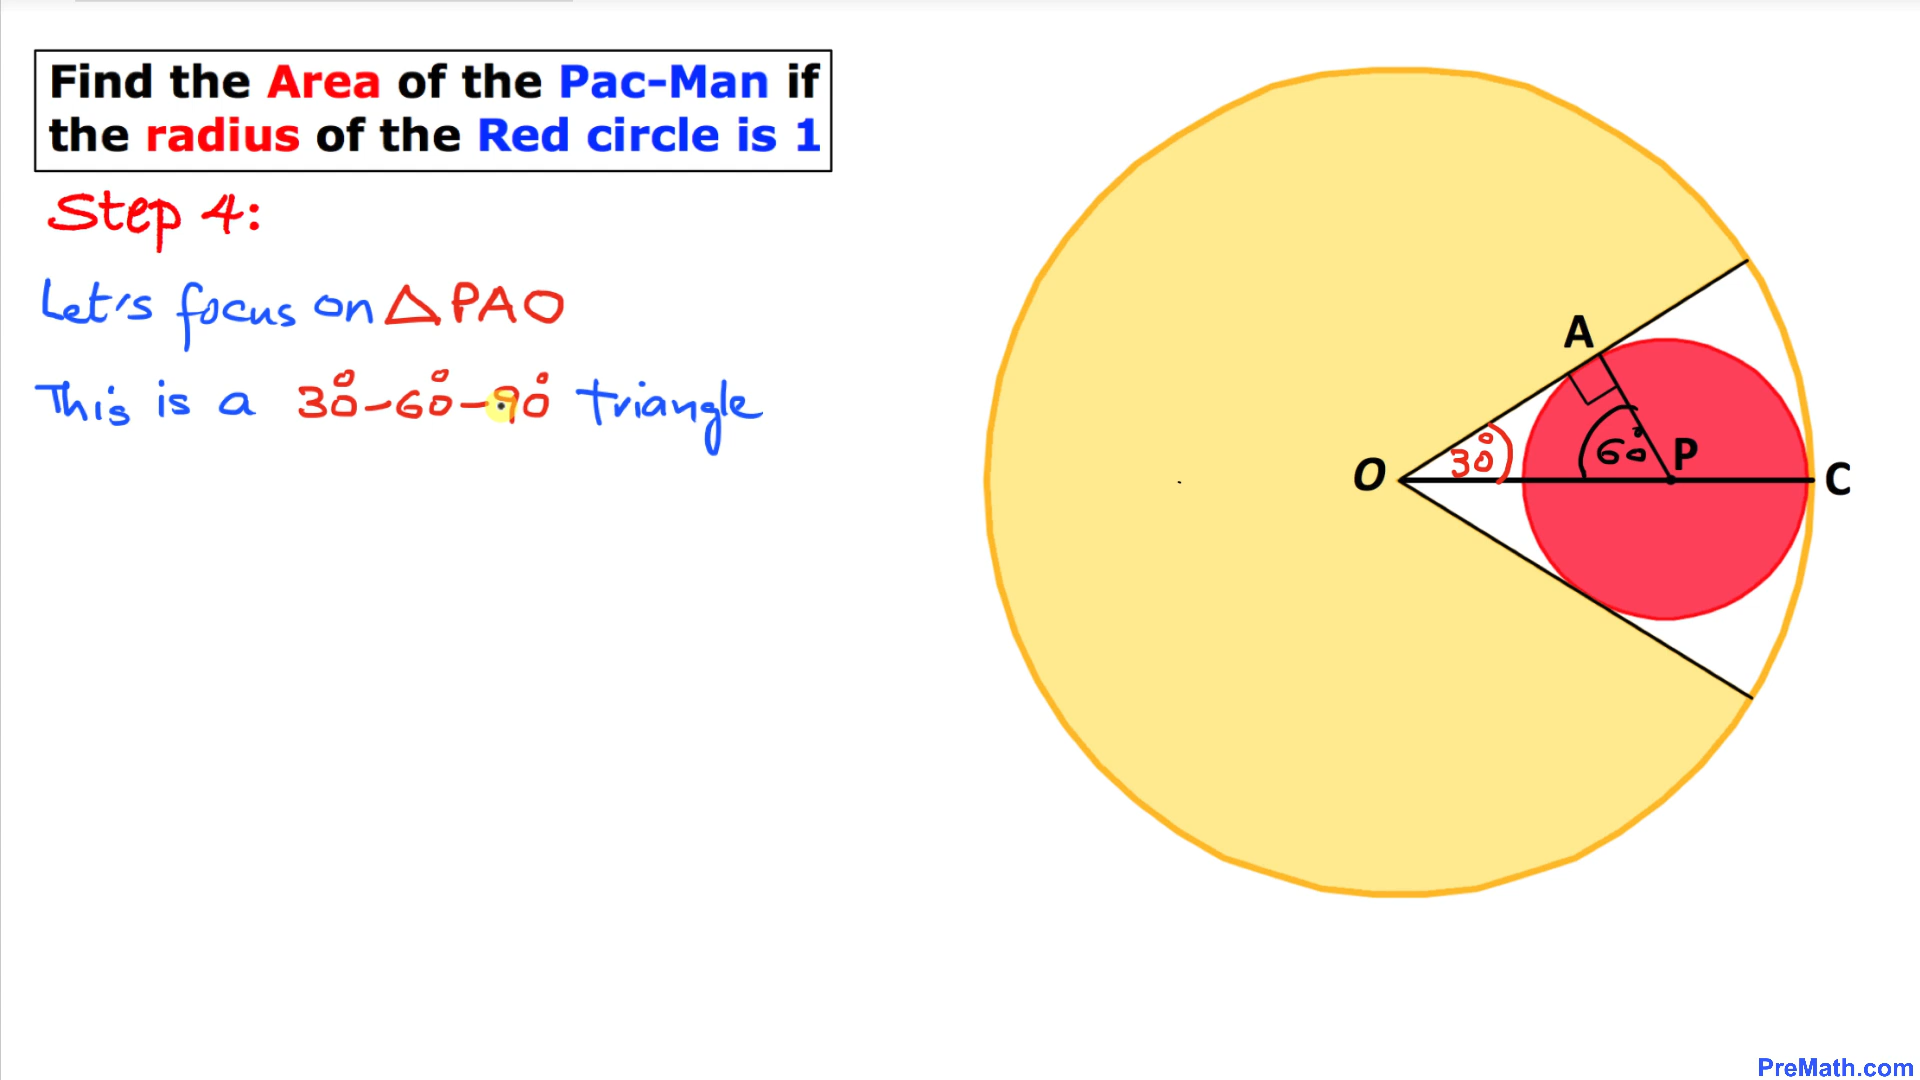 Find the Area of the Pac-Man if
the radius of the Red circle is 1
Step 4:
Let's focus on △PAO
This is a 30°-60°-90° triangle
A
30°
60°
P
O
C
PreMath.com